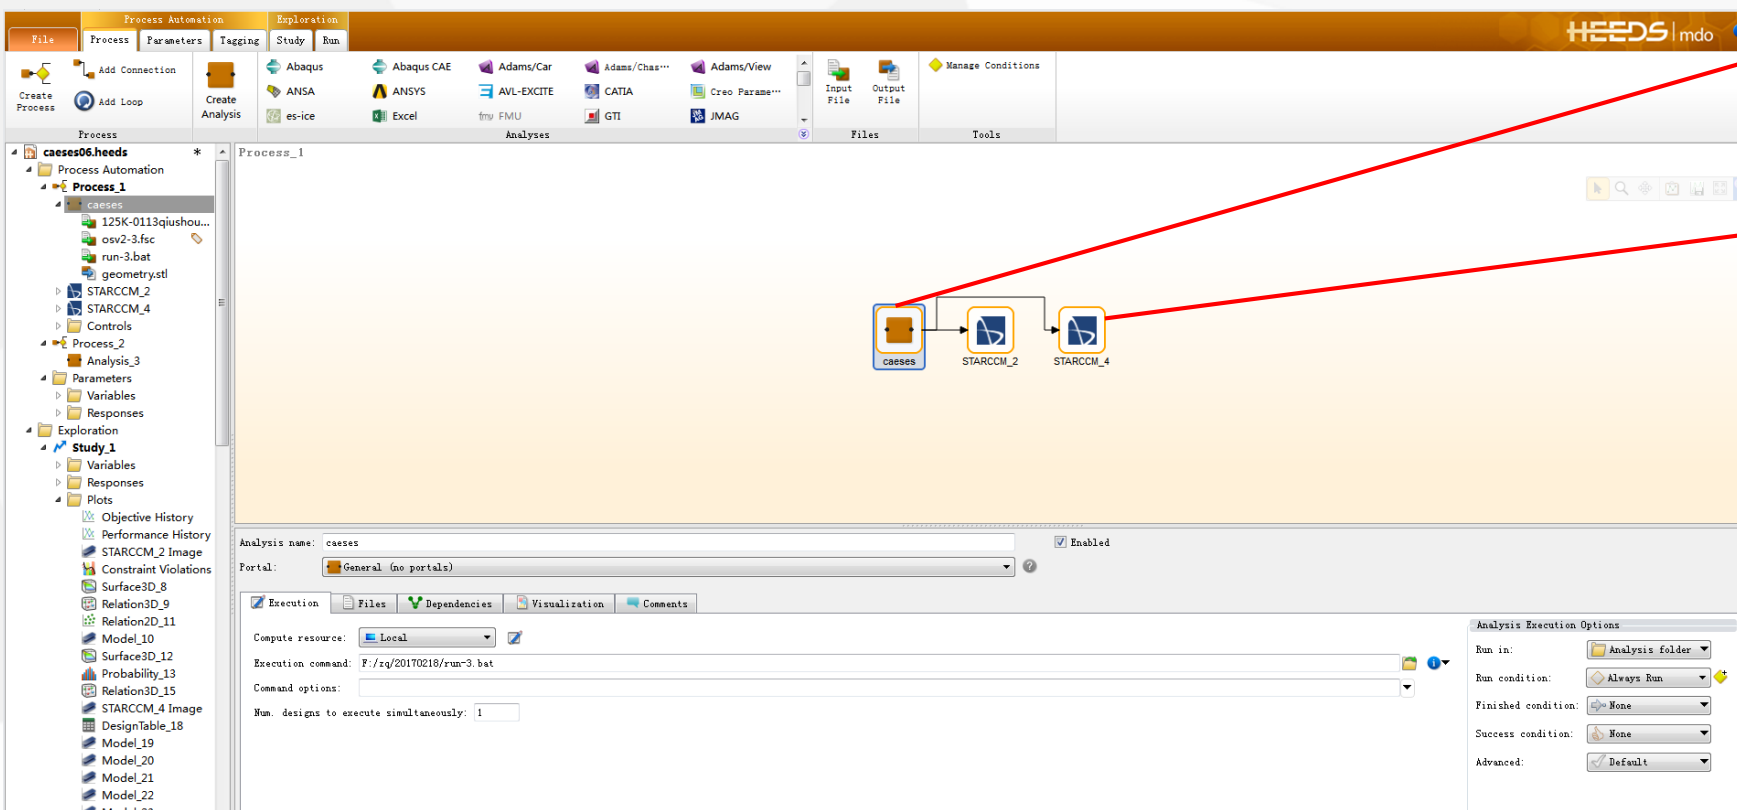 Process Automation Exploration
File Process Parameters Tagging Study Run
HEEDS mdo
Create Process
Add Connection
Add Loop
Create Analysis
Abaqus Abaqus CAE Adams/Car Adams/Chas··· Adams/View
ANSA ANSYS AVL-EXCITE CATIA Creo Parame···
es-ice Excel fmu FMU GTI JMAG
Input File
Output File
Manage Conditions
Process Analyses Files Tools
caeses06.heeds *
Process Automation
Process_1
caeses
125K-0113qiushou...
osv2-3.fsc
run-3.bat
geometry.stl
STARCCM_2
STARCCM_4
Controls
Process_2
Analysis_3
Parameters
Variables
Responses
Exploration
Study_1
Variables
Responses
Plots
Objective History
Performance History
STARCCM_2 Image
Constraint Violations
Surface3D_8
Relation3D_9
Relation2D_11
Model_10
Surface3D_12
Probability_13
Relation3D_15
STARCCM_4 Image
DesignTable_18
Model_19
Model_20
Model_21
Model_22
Process_1
caeses STARCCM_2 STARCCM_4
Analysis name: caeses Enabled
Portal: General (no portals)
Execution Files Dependencies Visualization Comments
Compute resource: Local
Execution command: F:/zq/20170218/run-3.bat
Command options:
Num. designs to execute simultaneously: 1
Analysis Execution Options
Run in: Analysis folder
Run condition: Always Run
Finished condition: None
Success condition: None
Advanced: Default